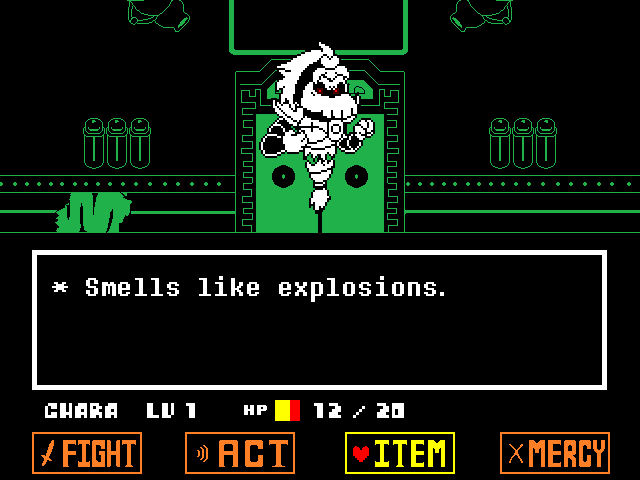 * Smells like explosions.
CHARA LV 1 HP 12 / 20
FIGHT ACT ITEM MERCY